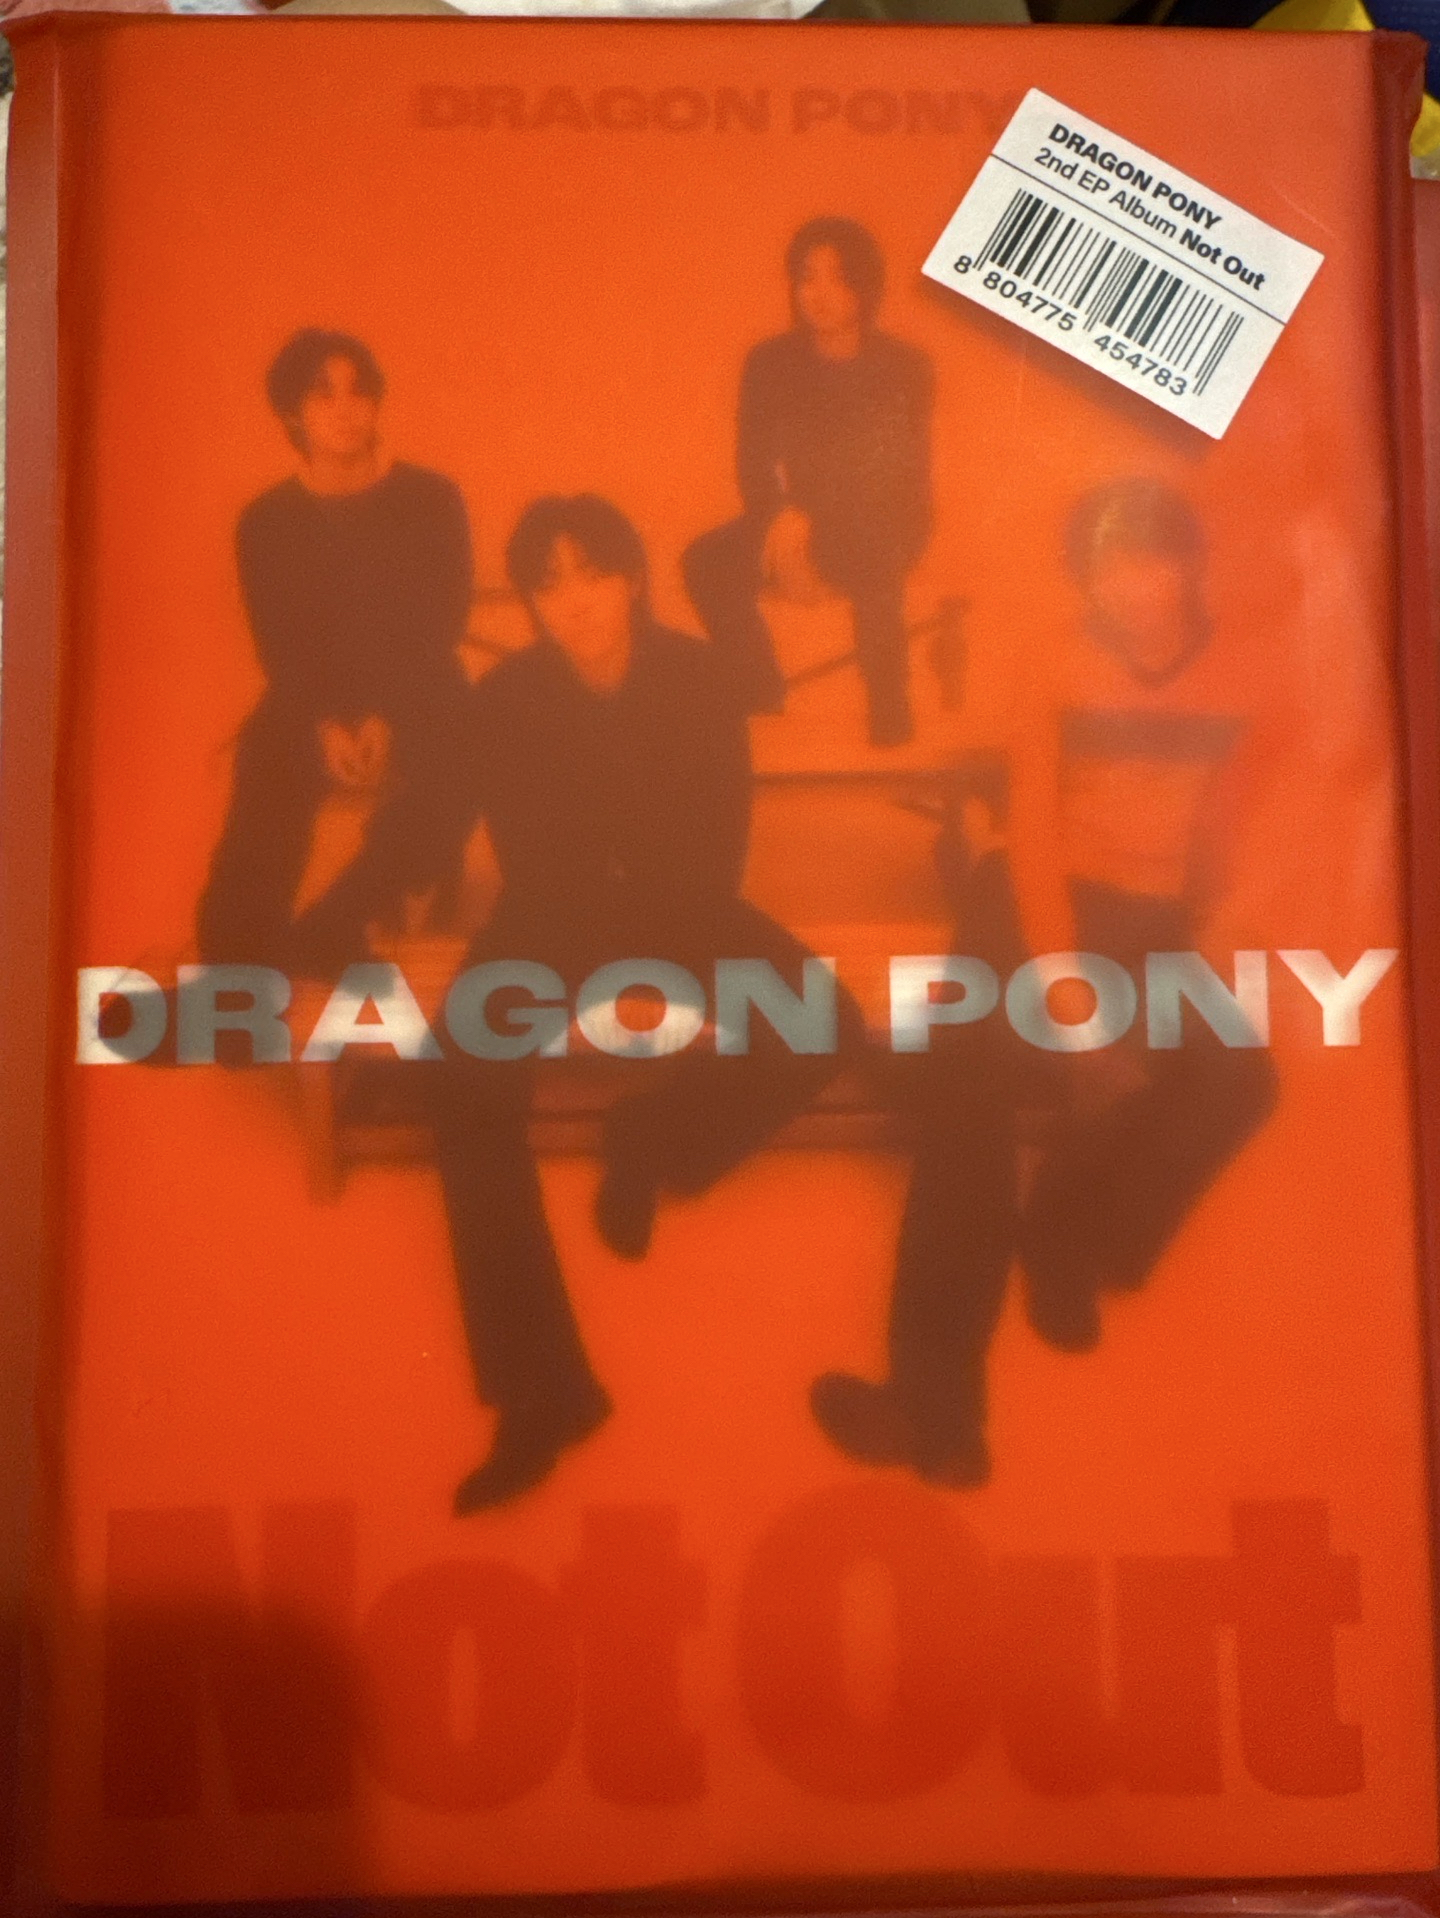 DRAGON PONY
DRAGON PONY
2nd EP Album Not Out
8 804775 454783
DRAGON PONY
Not Out